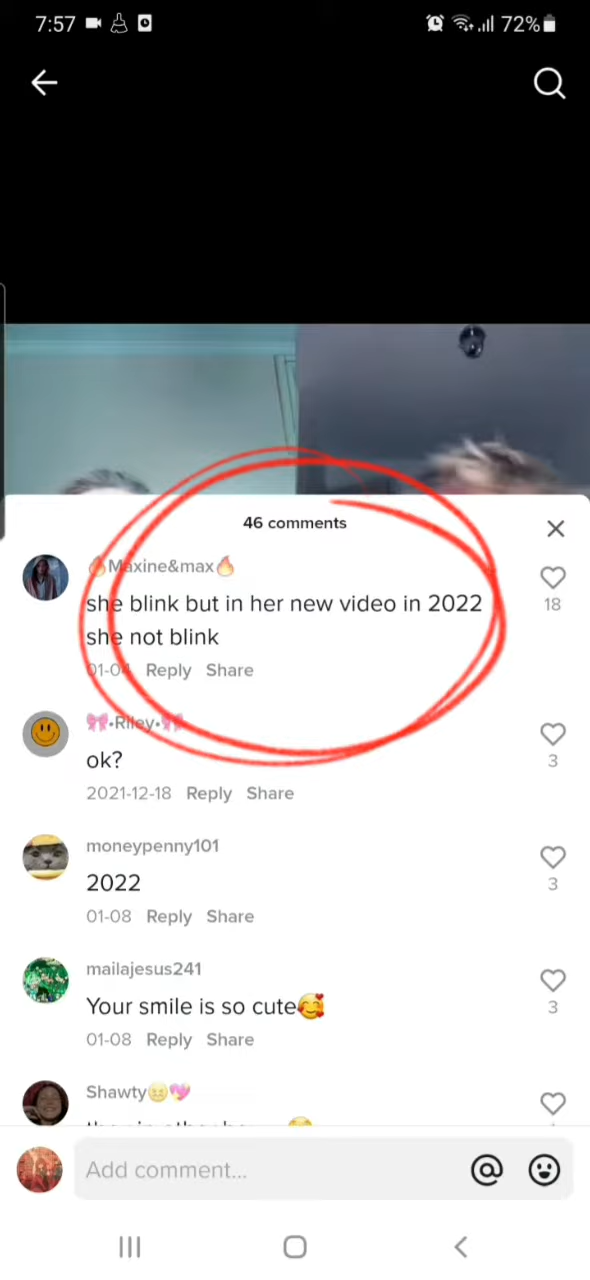 7:57
72%
46 comments
🔥Maxine&max🔥
18
she blink but in her new video in 2022
she not blink
01-04 Reply Share
🎀•Riley•🎀
ok?
3
2021-12-18 Reply Share
moneypenny101
2022
3
01-08 Reply Share
mailajesus241
Your smile is so cute🥰
3
01-08 Reply Share
Shawty😖💖
Add comment...